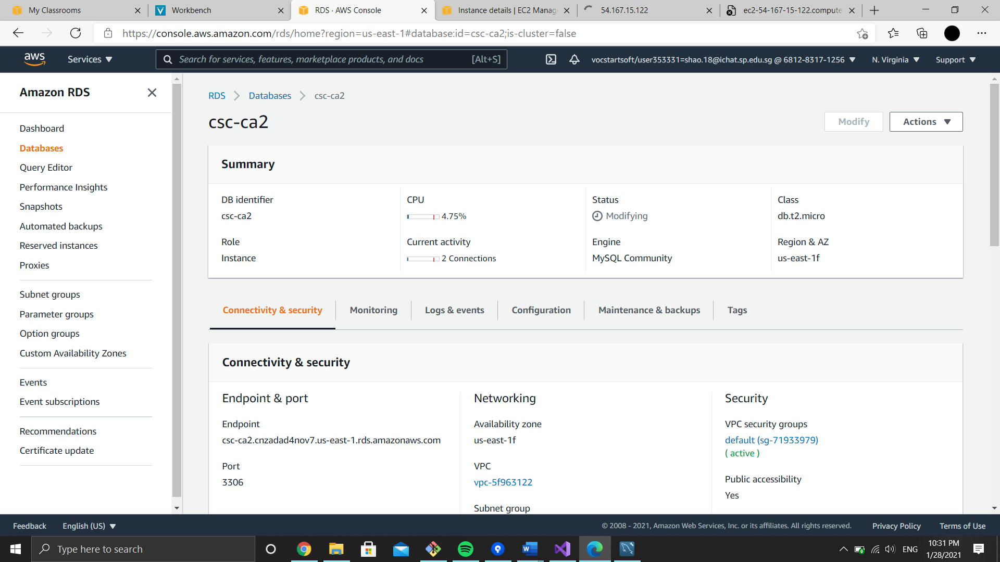 My Classrooms
Workbench
RDS · AWS Console
Instance details | EC2 Manag
54.167.15.122
ec2-54-167-15-122.compute
https://console.aws.amazon.com/rds/home?region=us-east-1#database:id=csc-ca2;is-cluster=false
aws
Services
Search for services, features, marketplace products, and docs
[Alt+S]
vocstartsoft/user353331=shao.18@ichat.sp.edu.sg @ 6812-8317-1256
N. Virginia
Support
Amazon RDS
Dashboard
Databases
Query Editor
Performance Insights
Snapshots
Automated backups
Reserved instances
Proxies
Subnet groups
Parameter groups
Option groups
Custom Availability Zones
Events
Event subscriptions
Recommendations
Certificate update
RDS
Databases
csc-ca2
csc-ca2
Modify
Actions
Summary
DB identifier
csc-ca2
CPU
4.75%
Status
Modifying
Class
db.t2.micro
Role
Instance
Current activity
2 Connections
Engine
MySQL Community
Region & AZ
us-east-1f
Connectivity & security
Monitoring
Logs & events
Configuration
Maintenance & backups
Tags
Connectivity & security
Endpoint & port
Endpoint
csc-ca2.cnzadad4nov7.us-east-1.rds.amazonaws.com
Port
3306
Networking
Availability zone
us-east-1f
VPC
vpc-5f963122
Subnet group
Security
VPC security groups
default (sg-71933979)
( active )
Public accessibility
Yes
Feedback
English (US)
© 2008 - 2021, Amazon Web Services, Inc. or its affiliates. All rights reserved.
Privacy Policy
Terms of Use
Type here to search
ENG
10:31 PM
1/28/2021